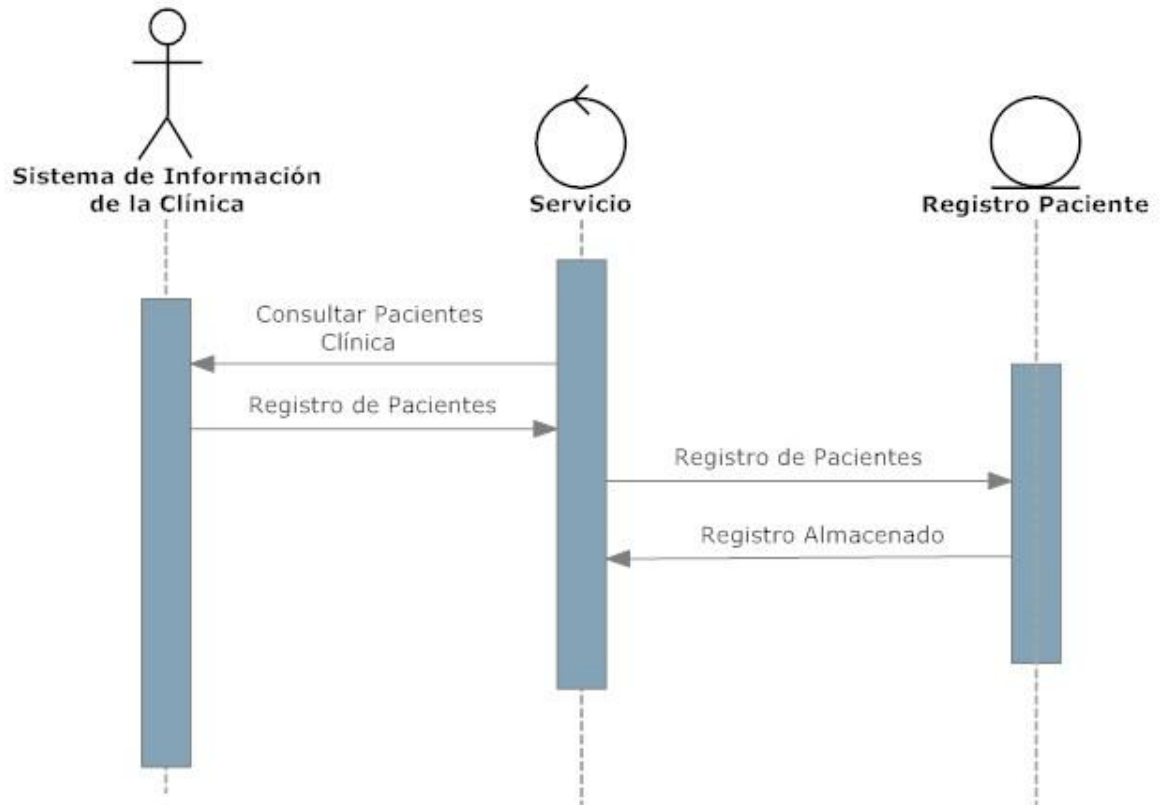 Sistema de Información
de la Clínica
Servicio
Registro Paciente
Consultar Pacientes
Clínica
Registro de Pacientes
Registro de Pacientes
Registro Almacenado